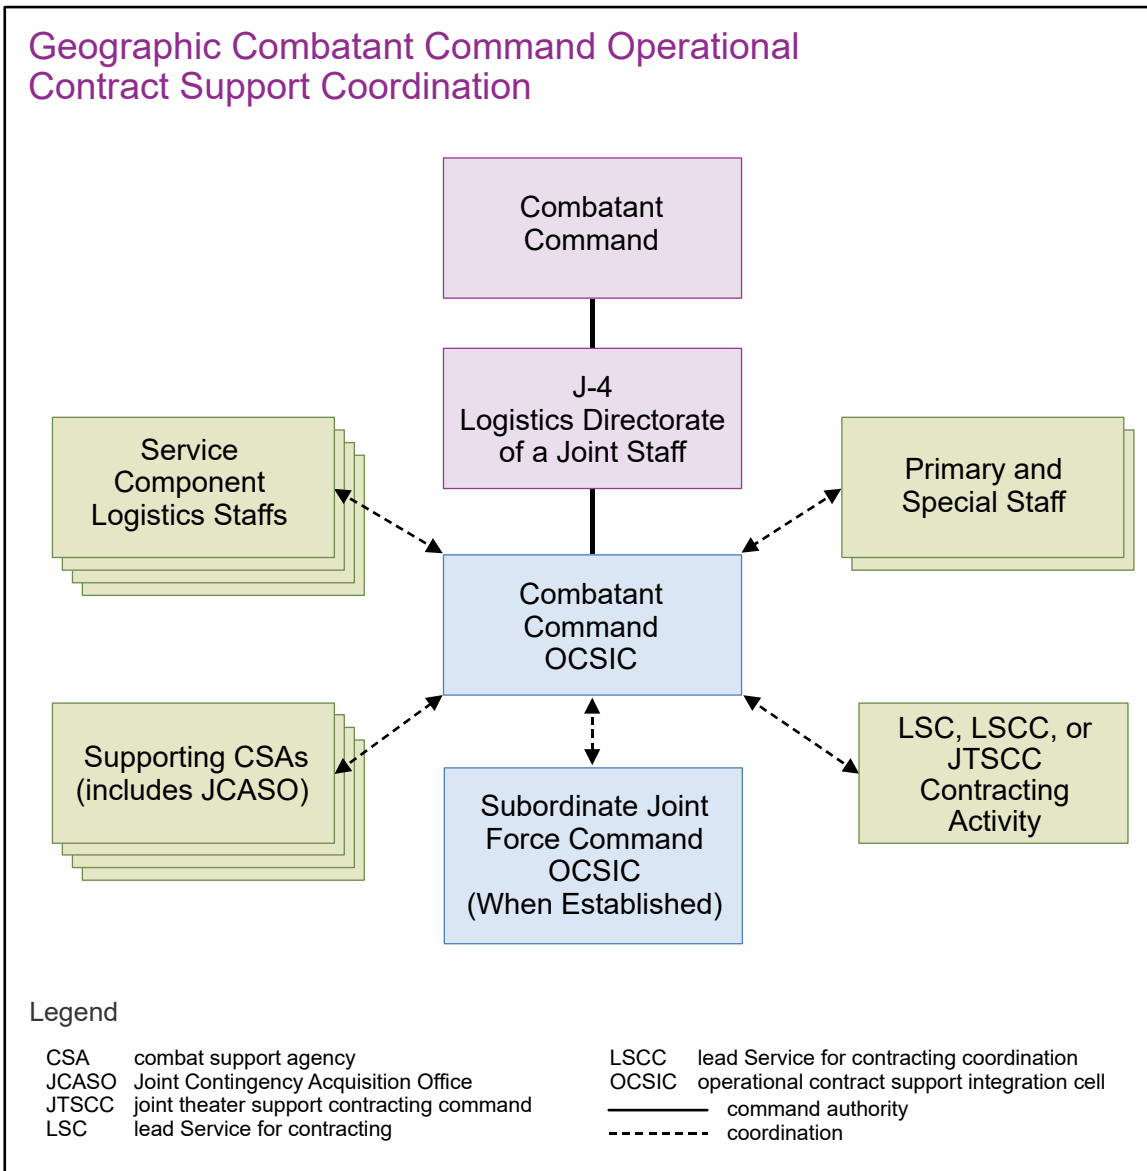 Geographic Combatant Command Operational
Contract Support Coordination
Combatant
Command
J-4
Logistics Directorate
of a Joint Staff
Service
Component
Logistics Staffs
Primary and
Special Staff
Combatant
Command
OCSIC
Supporting CSAs
(includes JCASO)
Subordinate Joint
Force Command
OCSIC
(When Established)
LSC, LSCC, or
JTSCC
Contracting
Activity
Legend
CSA combat support agency
JCASO Joint Contingency Acquisition Office
JTSCC joint theater support contracting command
LSC lead Service for contracting
LSCC lead Service for contracting coordination
OCSIC operational contract support integration cell
command authority
coordination